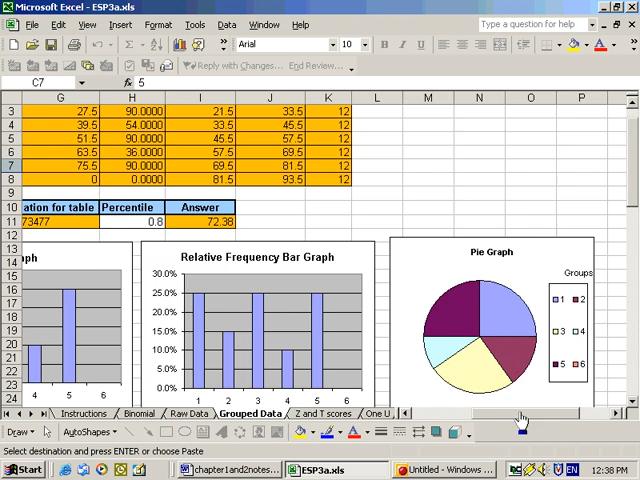 Microsoft Excel - ESP3a.xls
File Edit View Insert Format Tools Data Window Help Type a question for help
Arial 10 B I U
Reply with Changes... End Review...
C7 fx 5
G H I J K L M N O P
3 27.5 90.0000 21.5 33.5 12
4 39.5 54.0000 33.5 45.5 12
5 51.5 90.0000 45.5 57.5 12
6 63.5 36.0000 57.5 69.5 12
7 75.5 90.0000 69.5 81.5 12
8 0 0.0000 81.5 93.5 12
9
10 ation for table Percentile Answer
11 73477 0.8 72.38
12
13
14
15
16
17
18
19
20
21
22
23
24
ph
4 5 6
Relative Frequency Bar Graph
30.0%
25.0%
20.0%
15.0%
10.0%
5.0%
0.0%
1 2 3 4 5 6
Pie Graph
Groups
1 2
3 4
5 6
Instructions Binomial Raw Data Grouped Data Z and T scores One U
Draw AutoShapes
Select destination and press ENTER or choose Paste
Start chapter1and2notes... ESP3a.xls Untitled - Windows ... EN 12:38 PM